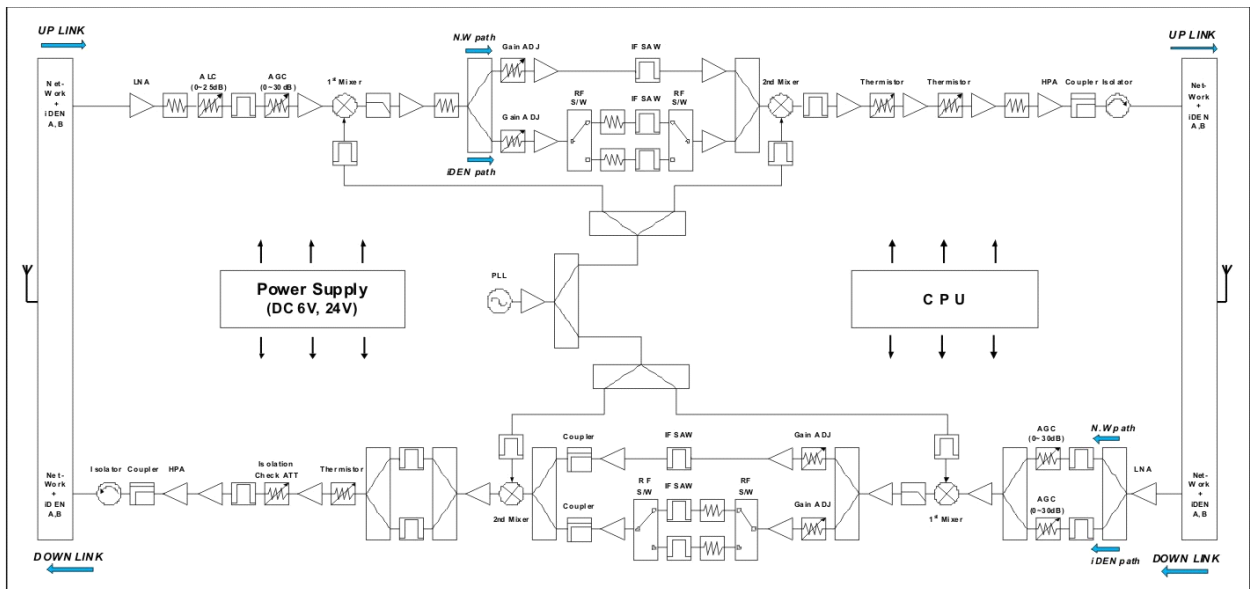 UP LINK
UP LINK
N.W path
Gain ADJ
IF SAW
Net-
Work
+
iDEN
A,B
LNA
ALC
(0~25dB)
AGC
(0~30dB)
1st Mixer
2nd Mixer
Thermistor
Thermistor
HPA
Coupler
Isolator
Net-
Work
+
iDEN
A,B
RF
S/W
IF SAW
RF
S/W
Gain ADJ
iDEN path
PLL
Power Supply
(DC 6V, 24V)
CPU
Net-
Work
+
iDEN
A,B
Isolator
Coupler
HPA
Isolation
Check ATT
Thermistor
2nd Mixer
Coupler
IF SAW
Gain ADJ
Coupler
RF
S/W
IF SAW
RF
S/W
Gain ADJ
1st Mixer
AGC
(0~30dB)
N.W path
LNA
AGC
(0~30dB)
iDEN path
Net-
Work
+
iDEN
A,B
DOWN LINK
DOWN LINK